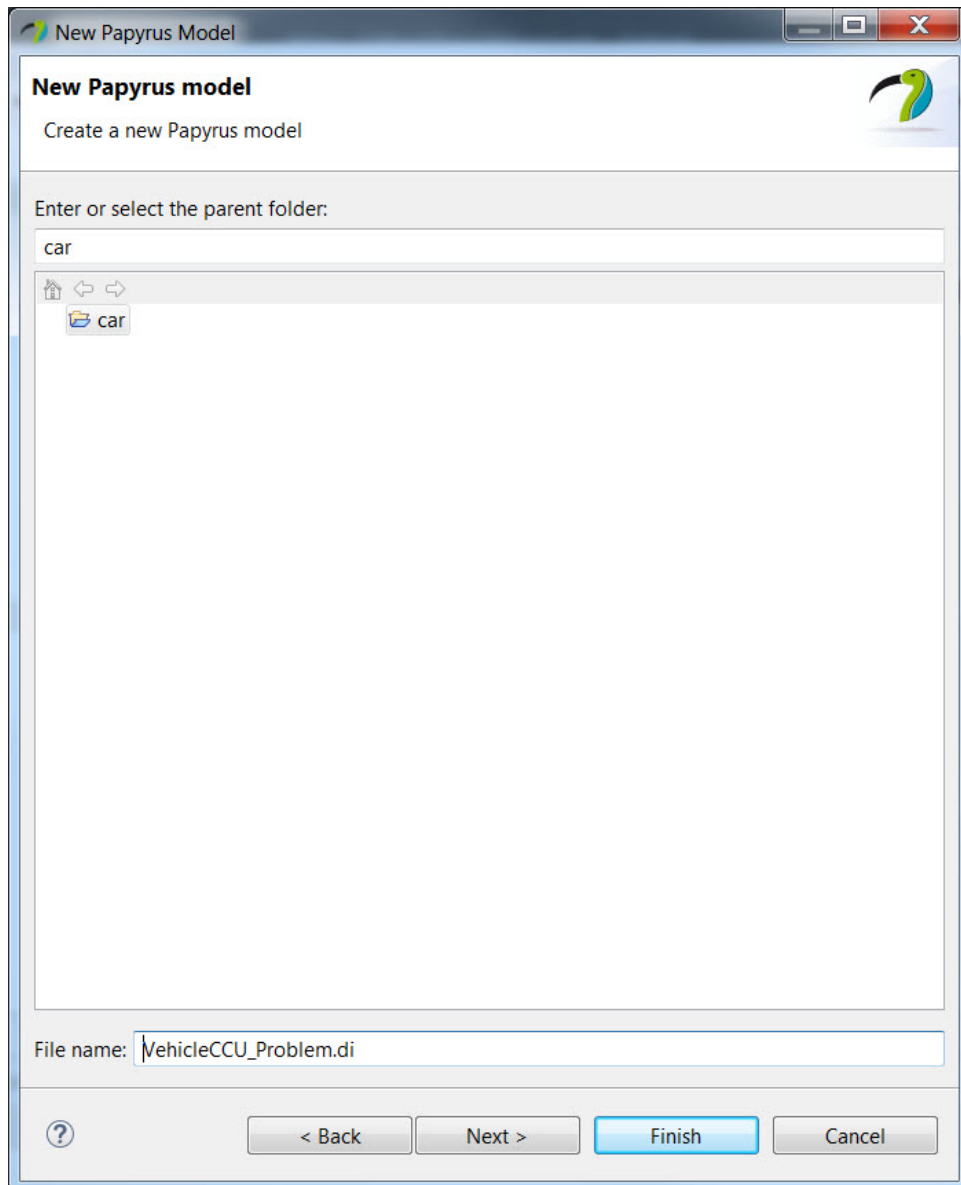 New Papyrus Model
New Papyrus model
Create a new Papyrus model
Enter or select the parent folder:
car
car
File name: VehicleCCU_Problem.di
? < Back Next > Finish Cancel